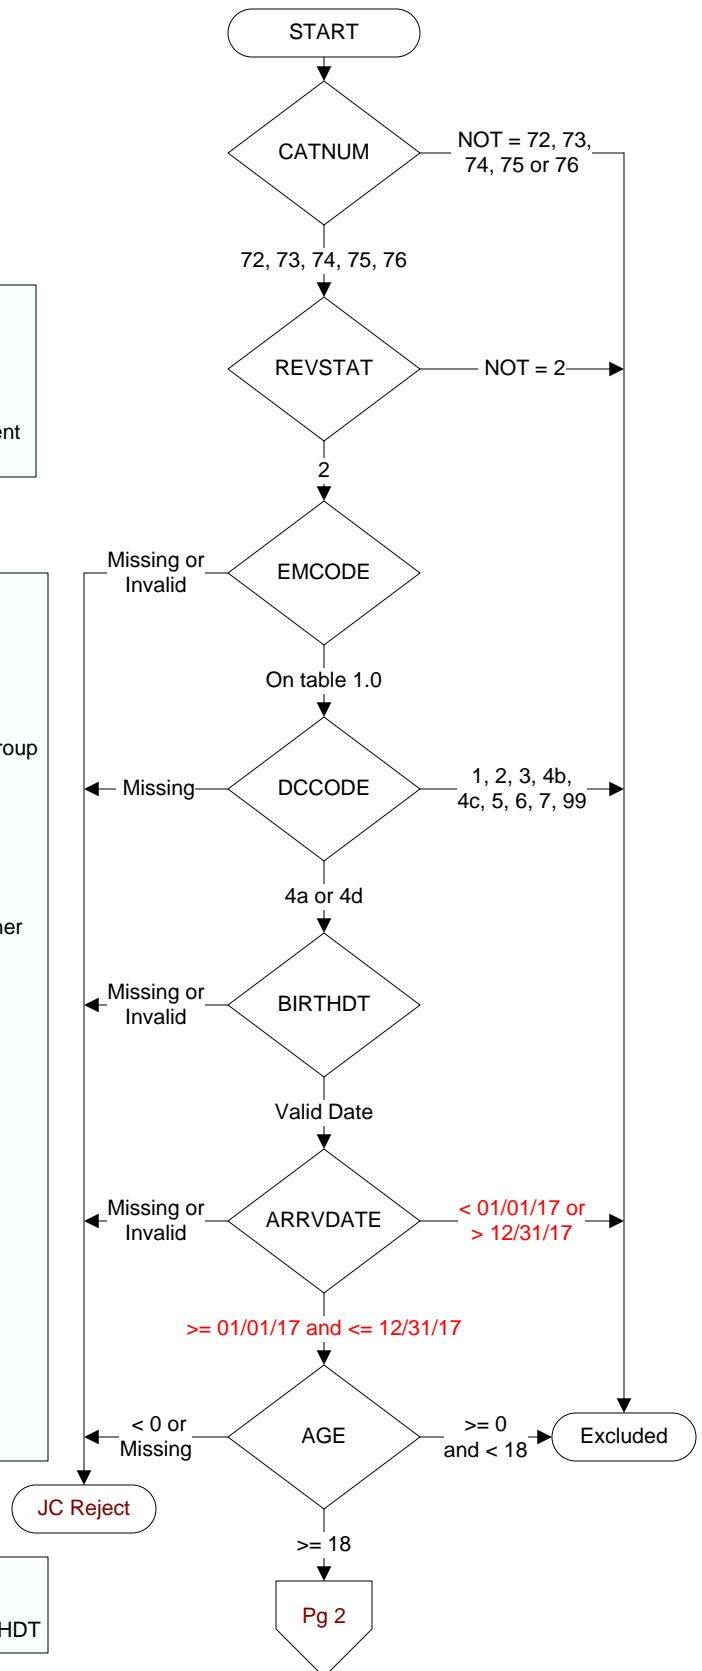 START
CATNUM
NOT = 72, 73,
74, 75 or 76
72, 73, 74, 75, 76
REVSTAT
NOT = 2
2
Missing or
Invalid
EMCODE
On table 1.0
Missing
DCCODE
1, 2, 3, 4b,
4c, 5, 6, 7, 99
4a or 4d
Missing or
Invalid
BIRTHDT
Valid Date
Missing or
Invalid
ARRVDATE
< 01/01/17 or
> 12/31/17
>= 01/01/17 and <= 12/31/17
< 0 or
Missing
AGE
>= 0
and < 18
Excluded
JC Reject
>= 18
Pg 2